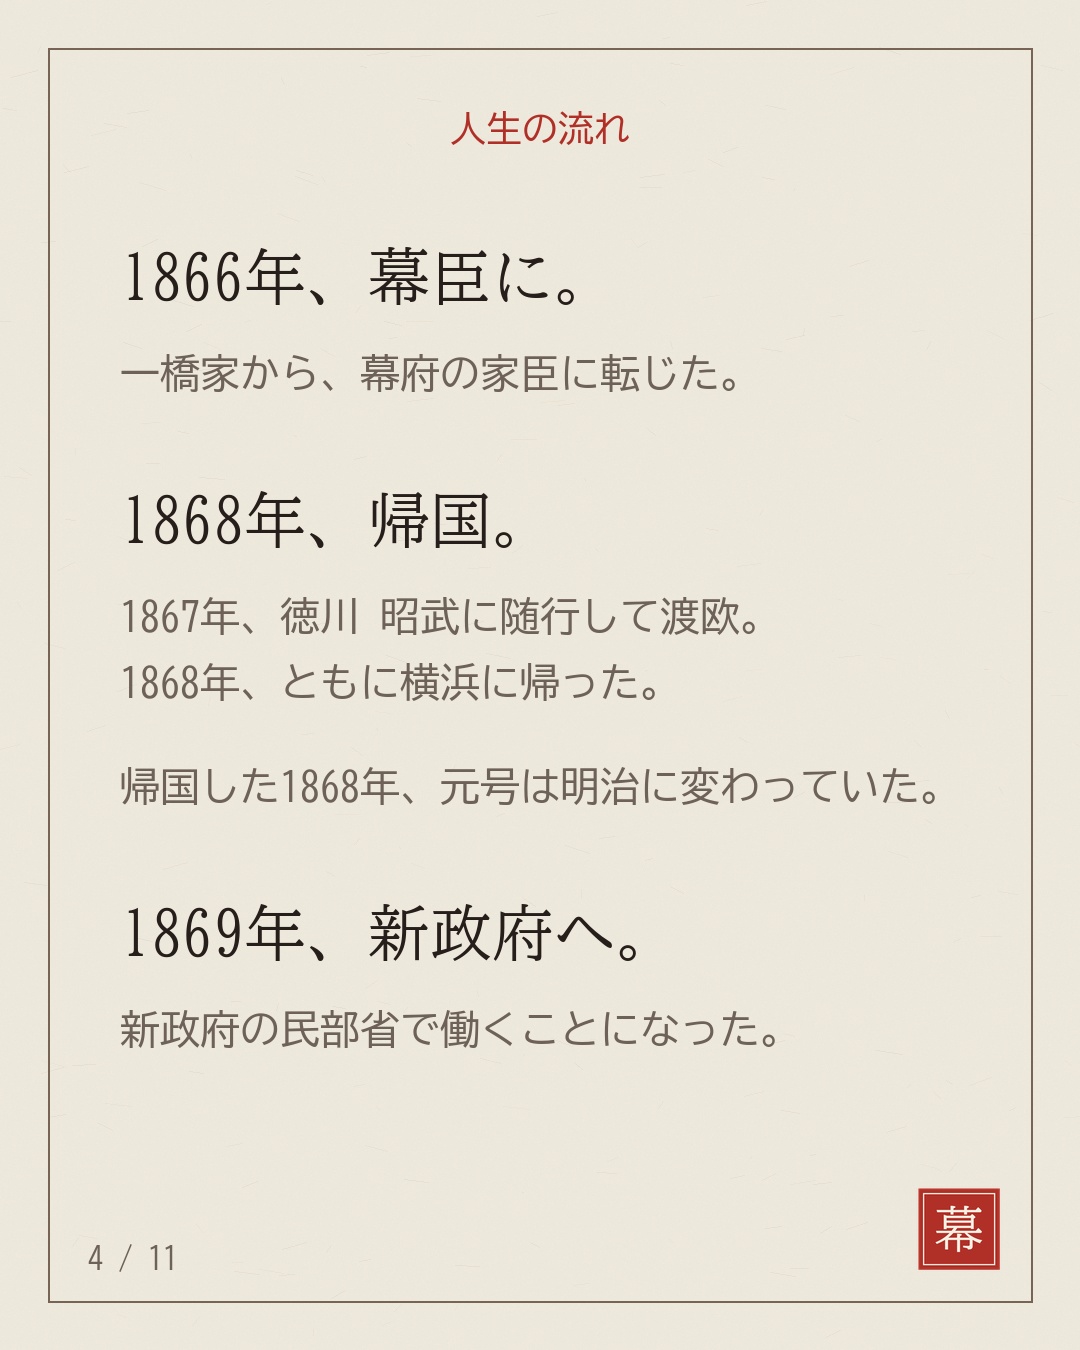 人生の流れ
1866年、幕臣に。
一橋家から、幕府の家臣に転じた。
1868年、帰国。
1867年、徳川 昭武に随行して渡欧。
1868年、ともに横浜に帰った。
帰国した1868年、元号は明治に変わっていた。
1869年、新政府へ。
新政府の民部省で働くことになった。
幕
4 / 11